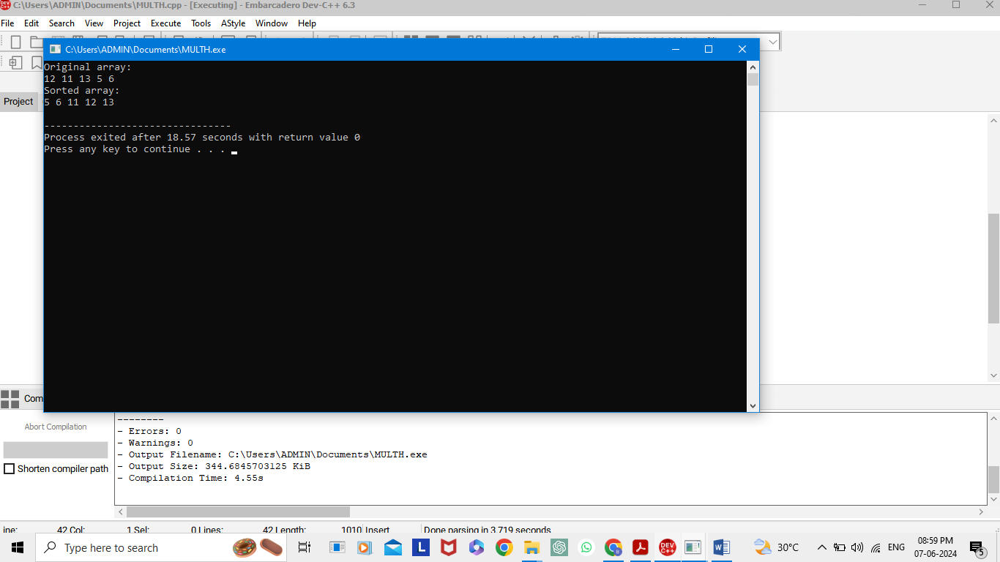 C:\Users\ADMIN\Documents\MULTH.cpp - [Executing] - Embarcadero Dev-C++ 6.3
File Edit Search View Project Execute Tools AStyle Window Help
C:\Users\ADMIN\Documents\MULTH.exe
Project
Original array:
12 11 13 5 6
Sorted array:
5 6 11 12 13
--------------------------------
Process exited after 18.57 seconds with return value 0
Press any key to continue . . .
Com
Abort Compilation
Shorten compiler path
--------
- Errors: 0
- Warnings: 0
- Output Filename: C:\Users\ADMIN\Documents\MULTH.exe
- Output Size: 344.6845703125 KiB
- Compilation Time: 4.55s
ine: 42 Col: 1 Sel: 0 Lines: 42 Length: 1010 Insert Done parsing in 3.719 seconds
Type here to search
L
DEV C++
W
30°C
ENG
08:59 PM
07-06-2024
5